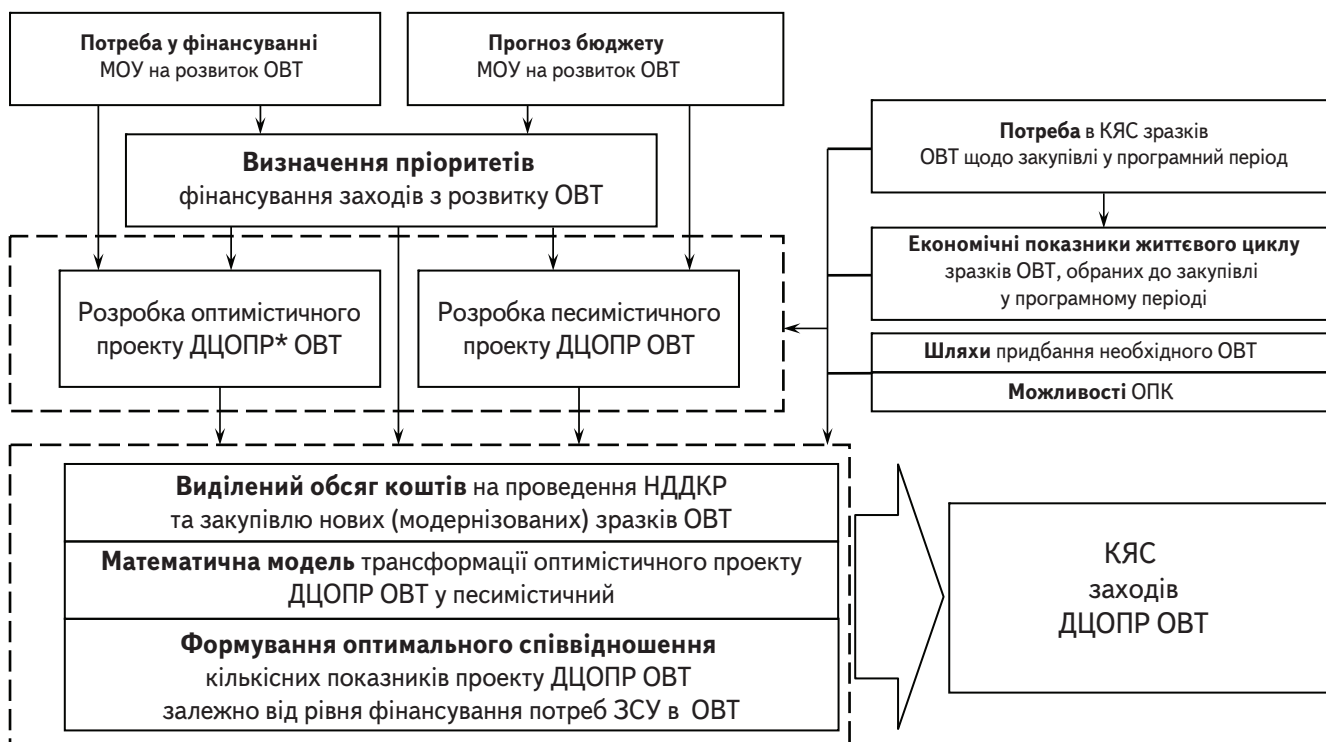 Потреба у фінансуванні
МОУ на розвиток ОВТ
Прогноз бюджету
МОУ на розвиток ОВТ
Визначення пріоритетів
фінансування заходів з розвитку ОВТ
Потреба в КЯС зразків
ОВТ щодо закупівлі у програмний період
Економічні показники життєвого циклу
зразків ОВТ, обраних до закупівлі
у програмному періоді
Шляхи придбання необхідного ОВТ
Можливості ОПК
Розробка оптимістичного
проекту ДЦОПР* ОВТ
Розробка песимістичного
проекту ДЦОПР ОВТ
Виділений обсяг коштів на проведення НДДКР
та закупівлю нових (модернізованих) зразків ОВТ
Математична модель трансформації оптимістичного проекту
ДЦОПР ОВТ у песимістичний
Формування оптимального співвідношення
кількісних показників проекту ДЦОПР ОВТ
залежно від рівня фінансування потреб ЗСУ в ОВТ
КЯС
заходів
ДЦОПР ОВТ